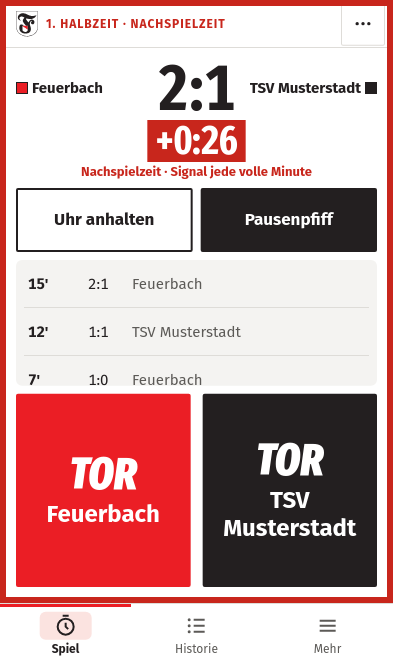 1. HALBZEIT · NACHSPIELZEIT
Feuerbach 2:1 TSV Musterstadt
+0:26
Nachspielzeit · Signal jede volle Minute
Uhr anhalten Pausenpfiff
15' 2:1 Feuerbach
12' 1:1 TSV Musterstadt
7' 1:0 Feuerbach
TOR
Feuerbach
TOR
TSV
Musterstadt
Spiel Historie Mehr